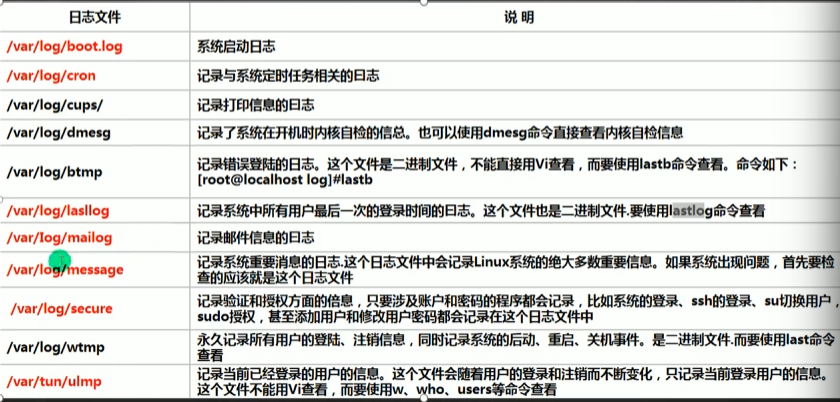 日志文件 说 明
/var/log/boot.log 系统启动日志
/var/log/cron 记录与系统定时任务相关的日志
/var/log/cups/ 记录打印信息的日志
/var/log/dmesg 记录了系统在开机时内核自检的信总。也可以使用dmesg命令直接查看内核自检信息
/var/log/btmp 记录错误登陆的日志。这个文件是二进制文件，不能直接用Vi查看，而要使用lastb命令查看。命令如下：
[root@localhost log]#lastb
/var/log/lasllog 记录系统中所有用户最后一次的登录时间的日志。这个文件也是二进制文件.要使用lastlog命令查看
/var/log/mailog 记录邮件信息的日志
/var/log/message 记录系统重要消息的日志.这个日志文件中会记录Linux系统的绝大多数重要信息。如果系统出现问题，首先要检
查的应该就是这个日志文件
/var/log/secure 记录验证和授权方面的倍息，只要涉及账户和密码的程序都会记录，比如系统的登录、ssh的登录、su切换用户，
sudo授权，甚至添加用户和修改用户密码都会记录在这个日志文件中
/var/log/wtmp 永久记录所有用户的登陆、注销信息，同时记录系统的后动、重启、关机事件。是二进制文件.而要使用last命令
查看
/var/tun/ulmp 记录当前已经登录的用户的信息。这个文件会随着用户的登录和注销而不断变化，只记录当前登录用户的信息。
这个文件不能用Vi查看，而要使用w、who、users等命令查看